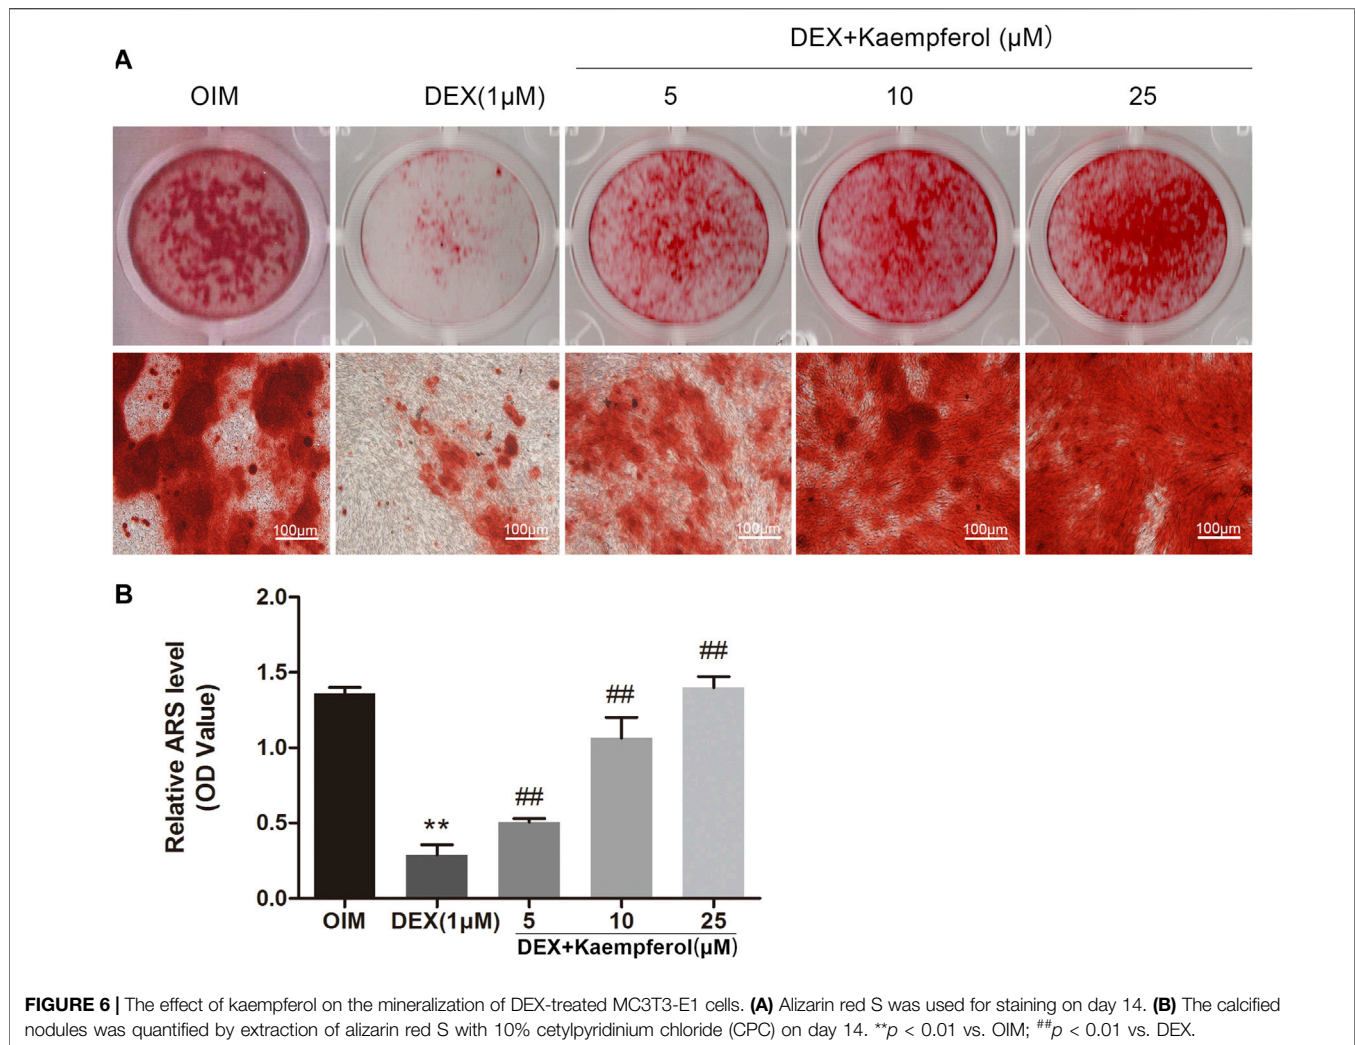 DEX+Kaempferol (μM)
A
OIM DEX(1μM) 5 10 25
100μm 100μm 100μm 100μm 100μm
B
Relative ARS level
(OD Value)
2.0
1.5
1.0
0.5
0.0
**
##
##
##
OIM DEX(1μM) 5 10 25
DEX+Kaempferol(μM)
FIGURE 6 | The effect of kaempferol on the mineralization of DEX-treated MC3T3-E1 cells. (A) Alizarin red S was used for staining on day 14. (B) The calcified
nodules was quantified by extraction of alizarin red S with 10% cetylpyridinium chloride (CPC) on day 14. **p < 0.01 vs. OIM; ##p < 0.01 vs. DEX.